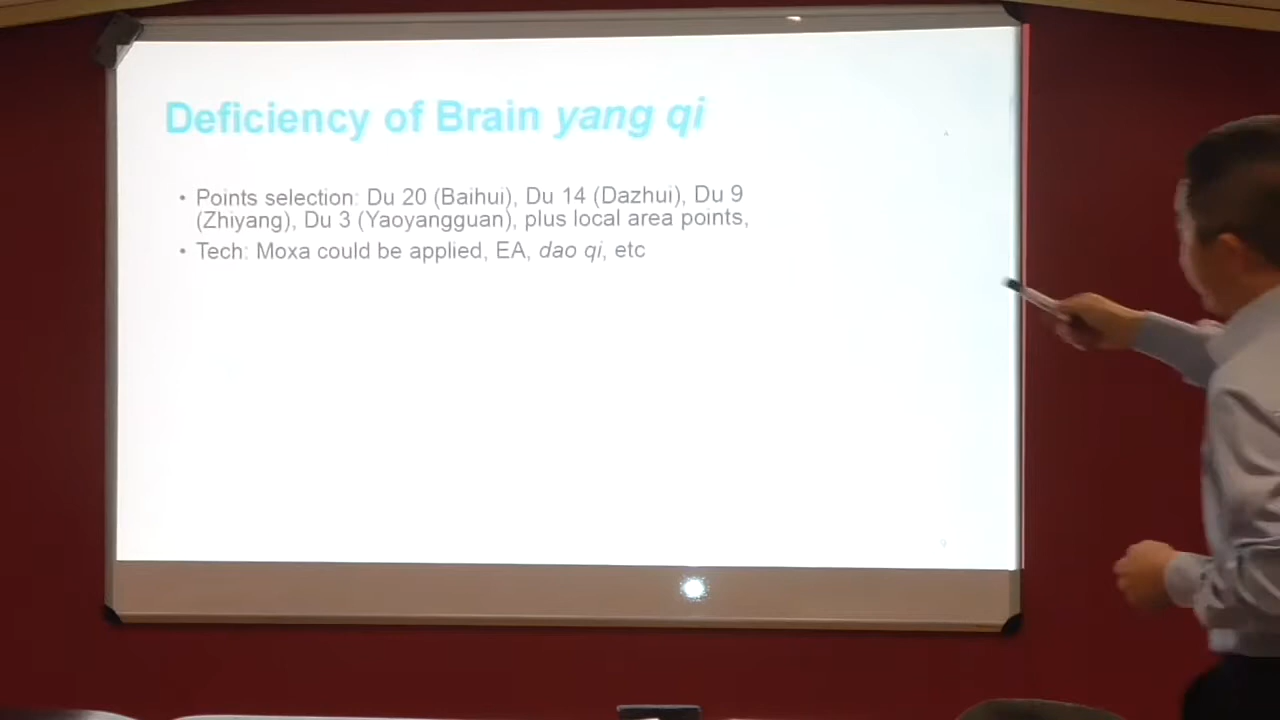 Deficiency of Brain yang qi
• Points selection: Du 20 (Baihui), Du 14 (Dazhui), Du 9
(Zhiyang), Du 3 (Yaoyangguan), plus local area points,
• Tech: Moxa could be applied, EA, dao qi, etc